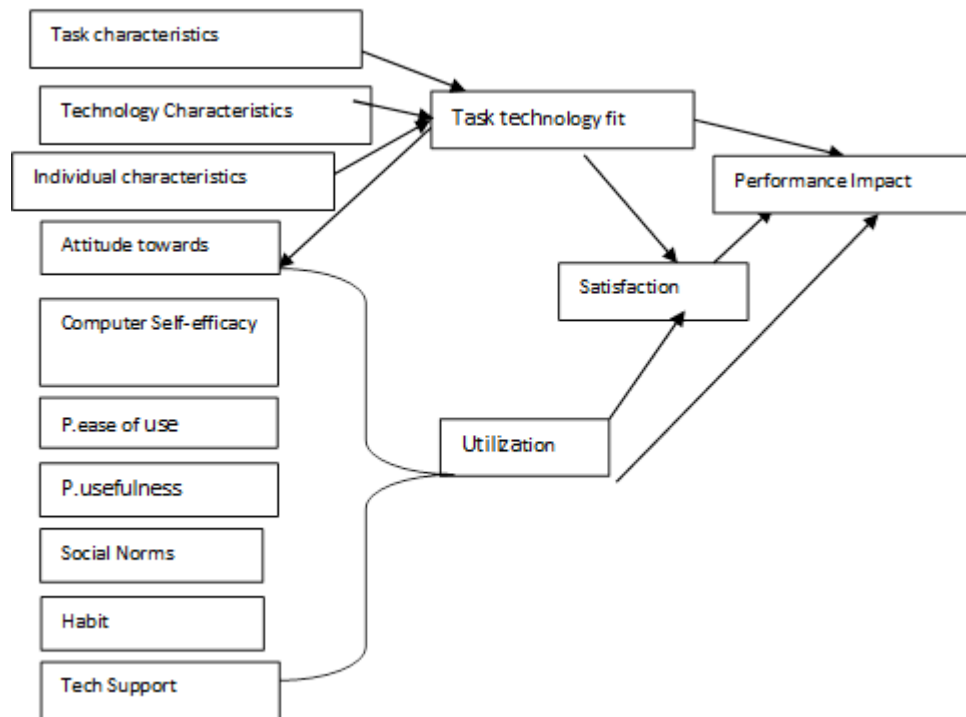 Task characteristics
Technology Characteristics
Task technology fit
Individual characteristics
Performance Impact
Attitude towards
Satisfaction
Computer Self-efficacy
P.ease of use
Utilization
P.usefulness
Social Norms
Habit
Tech Support